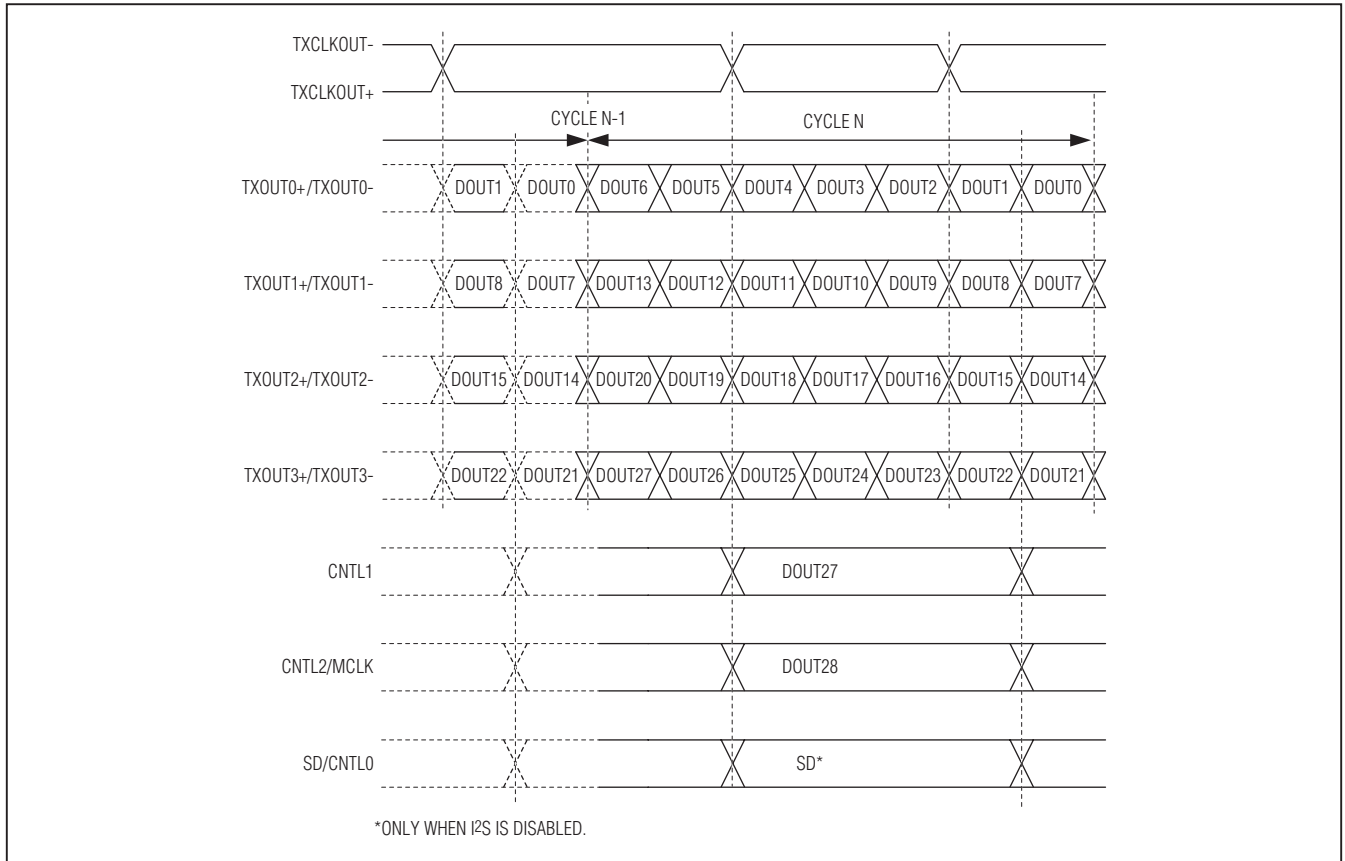 TXCLKOUT-
TXCLKOUT+
CYCLE N-1 CYCLE N
TXOUT0+/TXOUT0- DOUT1 DOUT0 DOUT6 DOUT5 DOUT4 DOUT3 DOUT2 DOUT1 DOUT0
TXOUT1+/TXOUT1- DOUT8 DOUT7 DOUT13 DOUT12 DOUT11 DOUT10 DOUT9 DOUT8 DOUT7
TXOUT2+/TXOUT2- DOUT15 DOUT14 DOUT20 DOUT19 DOUT18 DOUT17 DOUT16 DOUT15 DOUT14
TXOUT3+/TXOUT3- DOUT22 DOUT21 DOUT27 DOUT26 DOUT25 DOUT24 DOUT23 DOUT22 DOUT21
CNTL1 DOUT27
CNTL2/MCLK DOUT28
SD/CNTL0 SD*
*ONLY WHEN I2S IS DISABLED.